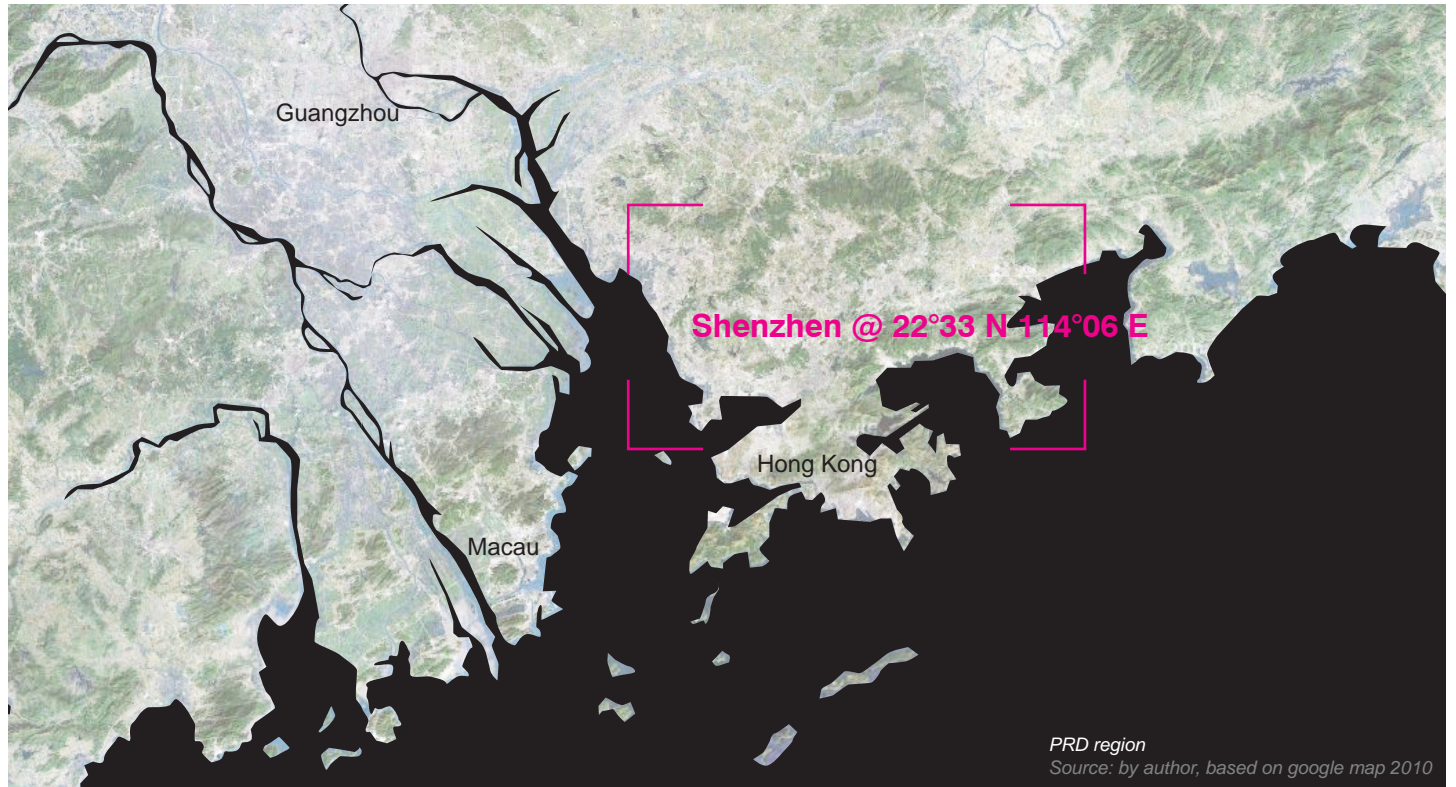 Guangzhou
Shenzhen @ 22°33 N 114°06 E
Hong Kong
Macau
PRD region
Source: by author, based on google map 2010